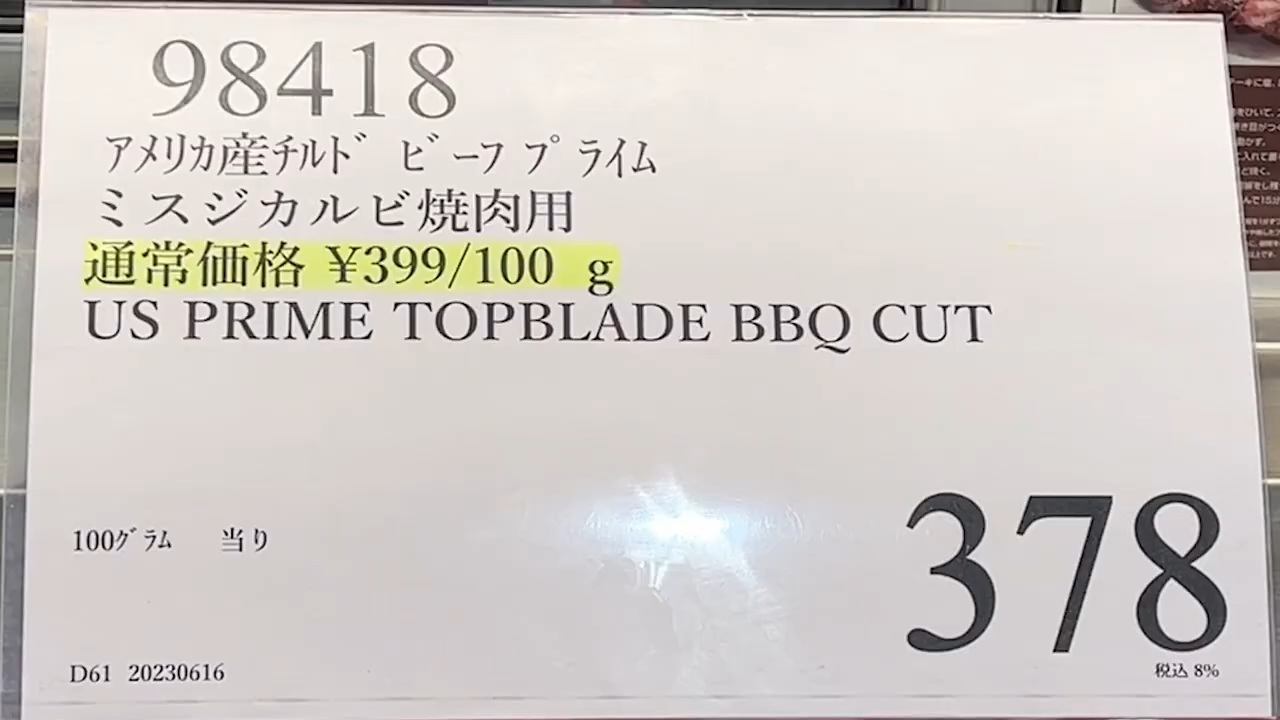 98418
アメリカ産チルド ビーフ プライム
ミスジカルビ焼肉用
通常価格 ¥399/100 g
US PRIME TOPBLADE BBQ CUT
100グラム 当り
378
税込 8%
D61 20230616